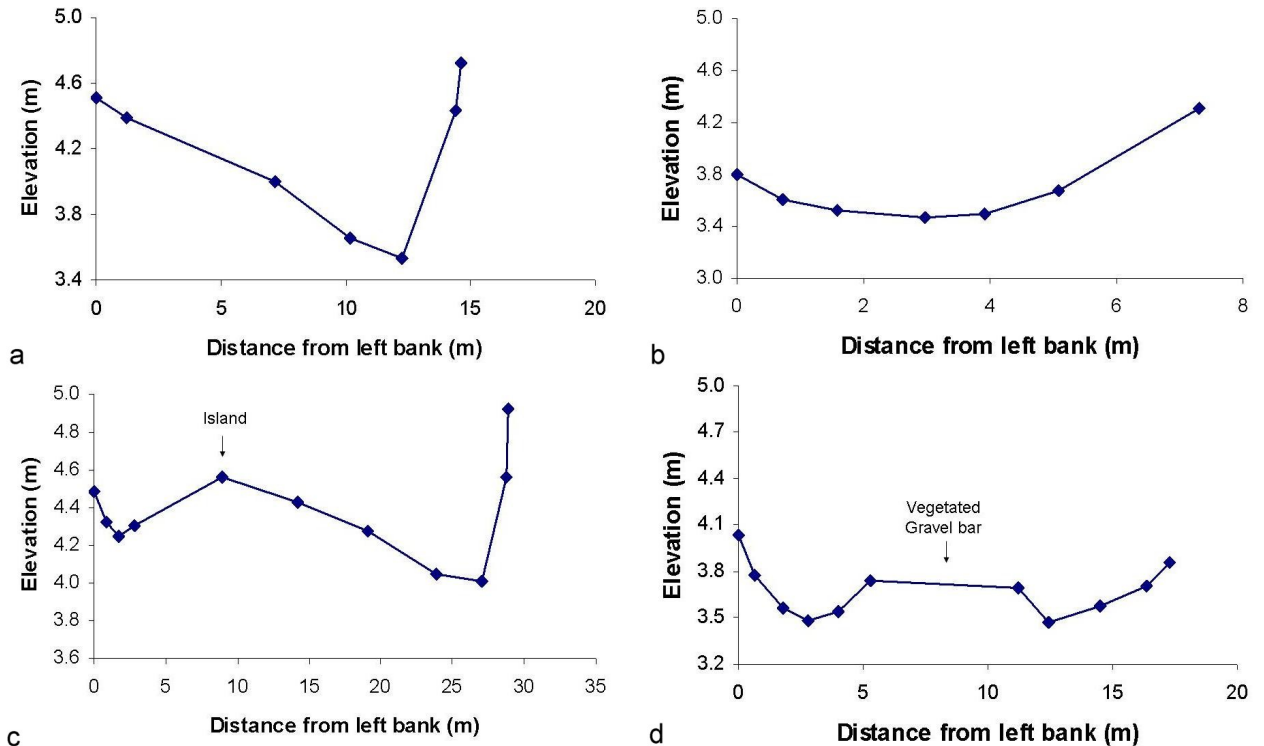 5.0
4.6
4.2
3.8
3.4
Elevation (m)
0 5 10 15 20
Distance from left bank (m)
a
5.0
4.6
4.2
3.8
3.4
3.0
Elevation (m)
0 2 4 6 8
Distance from left bank (m)
b
5.0
4.8
4.6
4.4
4.2
4.0
3.8
3.6
Elevation (m)
Island
0 5 10 15 20 25 30 35
Distance from left bank (m)
c
5.0
4.7
4.4
4.1
3.8
3.5
3.2
Elevation (m)
Vegetated
Gravel bar
0 5 10 15 20
Distance from left bank (m)
d